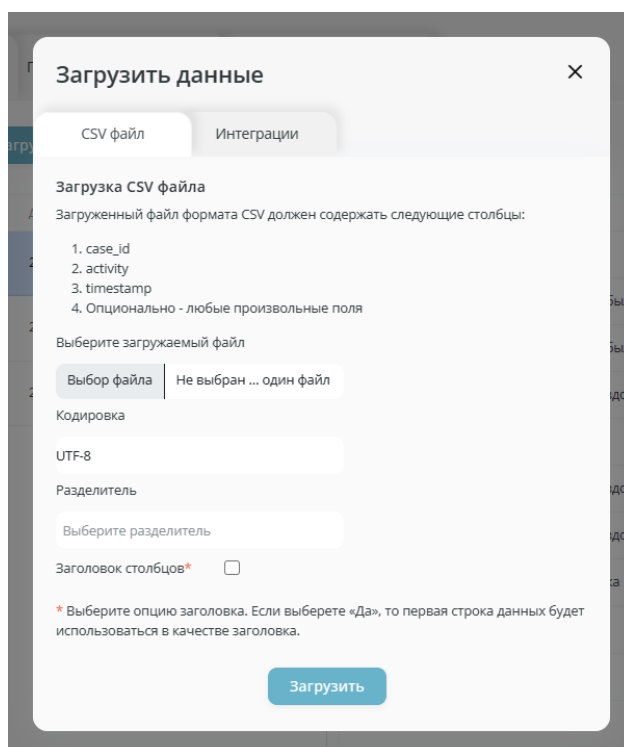 Загрузить данные
CSV файл
Интеграции
Загрузка CSV файла
Загруженный файл формата CSV должен содержать следующие столбцы:
1. case_id
2. activity
3. timestamp
4. Опционально - любые произвольные поля
Выберите загружаемый файл
Выбор файла
Не выбран ... один файл
Кодировка
UTF-8
Разделитель
Выберите разделитель
Заголовок столбцов*
* Выберите опцию заголовка. Если выберете «Да», то первая строка данных будет
использоваться в качестве заголовка.
Загрузить